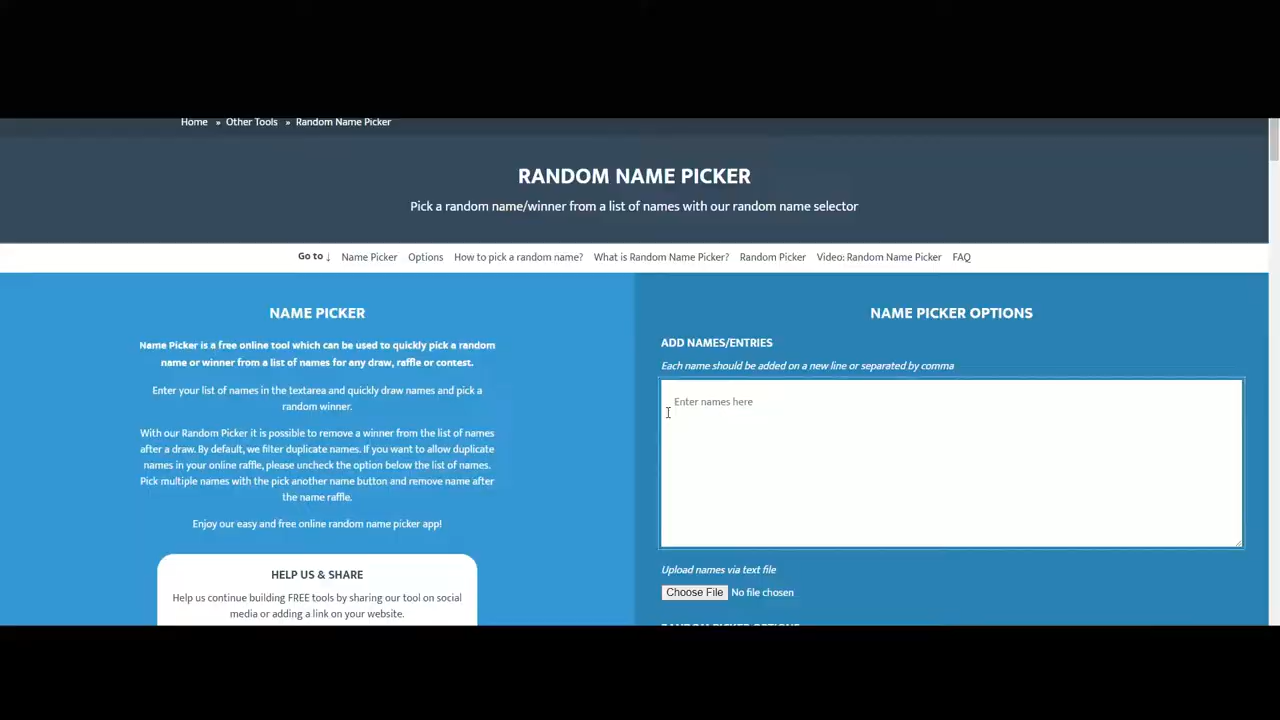 Home » Other Tools » Random Name Picker
RANDOM NAME PICKER
Pick a random name/winner from a list of names with our random name selector
Go to ↓ Name Picker Options How to pick a random name? What is Random Name Picker? Random Picker Video: Random Name Picker FAQ
NAME PICKER
Name Picker is a free online tool which can be used to quickly pick a random
name or winner from a list of names for any draw, raffle or contest.
Enter your list of names in the textarea and quickly draw names and pick a
random winner.
With our Random Picker it is possible to remove a winner from the list of names
after a draw. By default, we filter duplicate names. If you want to allow duplicate
names in your online raffle, please uncheck the option below the list of names.
Pick multiple names with the pick another name button and remove name after
the name raffle.
Enjoy our easy and free online random name picker app!
HELP US & SHARE
Help us continue building FREE tools by sharing our tool on social
media or adding a link on your website.
NAME PICKER OPTIONS
ADD NAMES/ENTRIES
Each name should be added on a new line or separated by comma
Enter names here
Upload names via text file
Choose File No file chosen
RANDOM PICKER OPTIONS